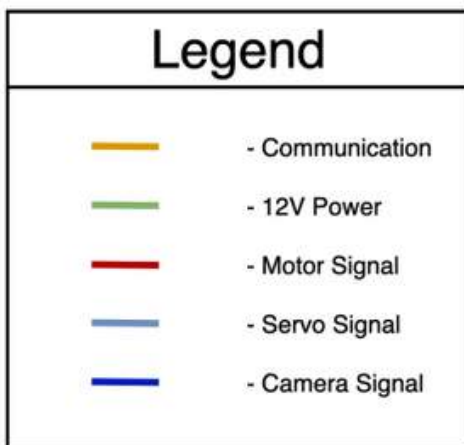 Legend
- Communication
- 12V Power
- Motor Signal
- Servo Signal
- Camera Signal